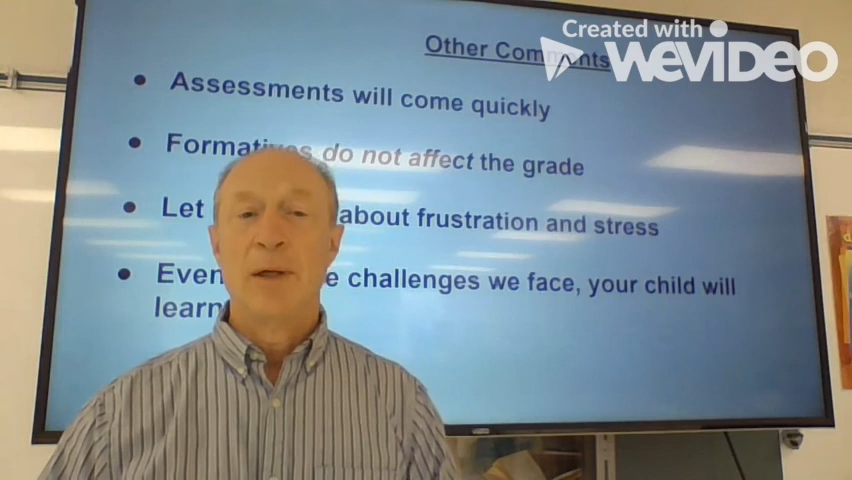 Created with
WEVIDEO
Other Comments
• Assessments will come quickly
• Formatives do not affect the grade
• Let about frustration and stress
• Even challenges we face, your child will
learn